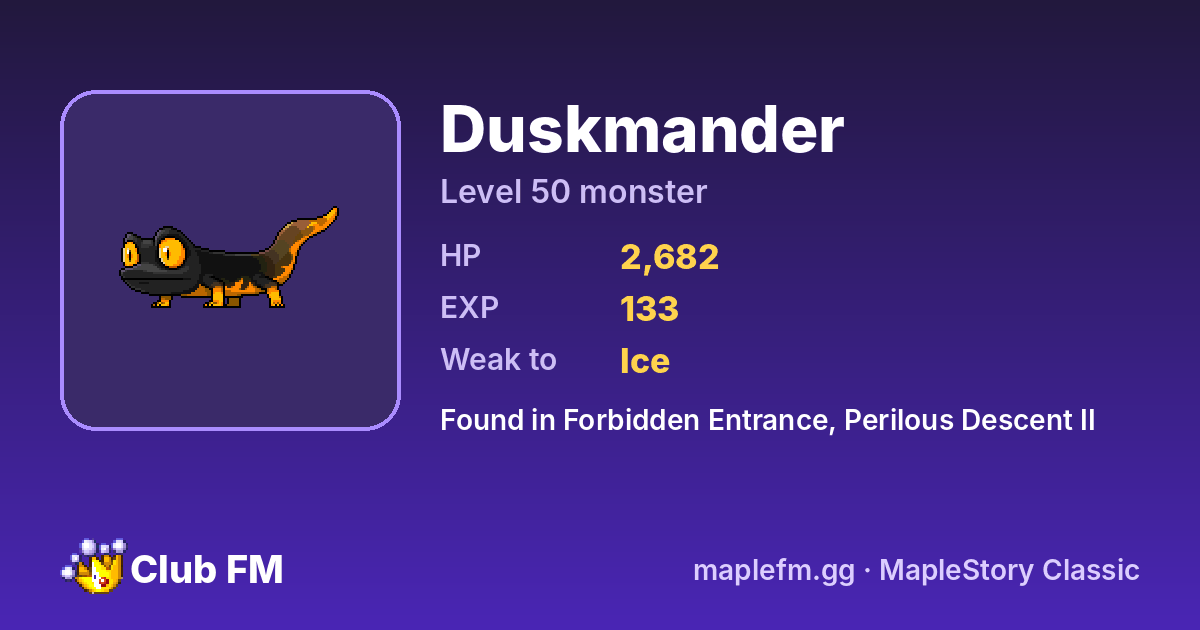 Duskmander
Level 50 monster
HP 2,682
EXP 133
Weak to Ice
Found in Forbidden Entrance, Perilous Descent II
Club FM
maplefm.gg · MapleStory Classic